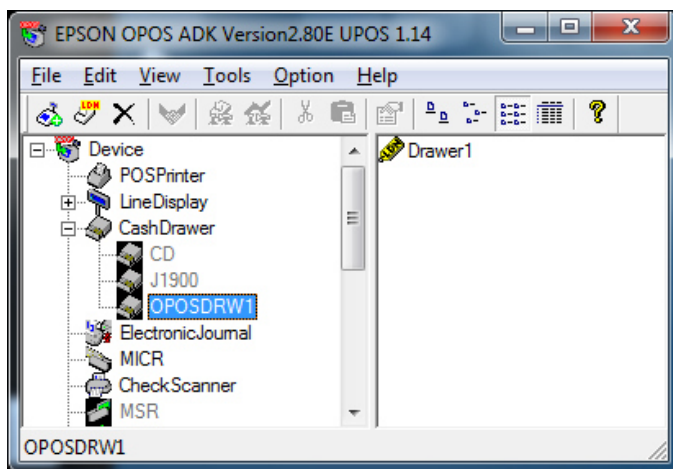 EPSON OPOS ADK Version2.80E UPOS 1.14
File Edit View Tools Option Help
Device
POSPrinter
LineDisplay
CashDrawer
CD
J1900
OPOSDRW1
ElectronicJournal
MICR
CheckScanner
MSR
Drawer1
OPOSDRW1